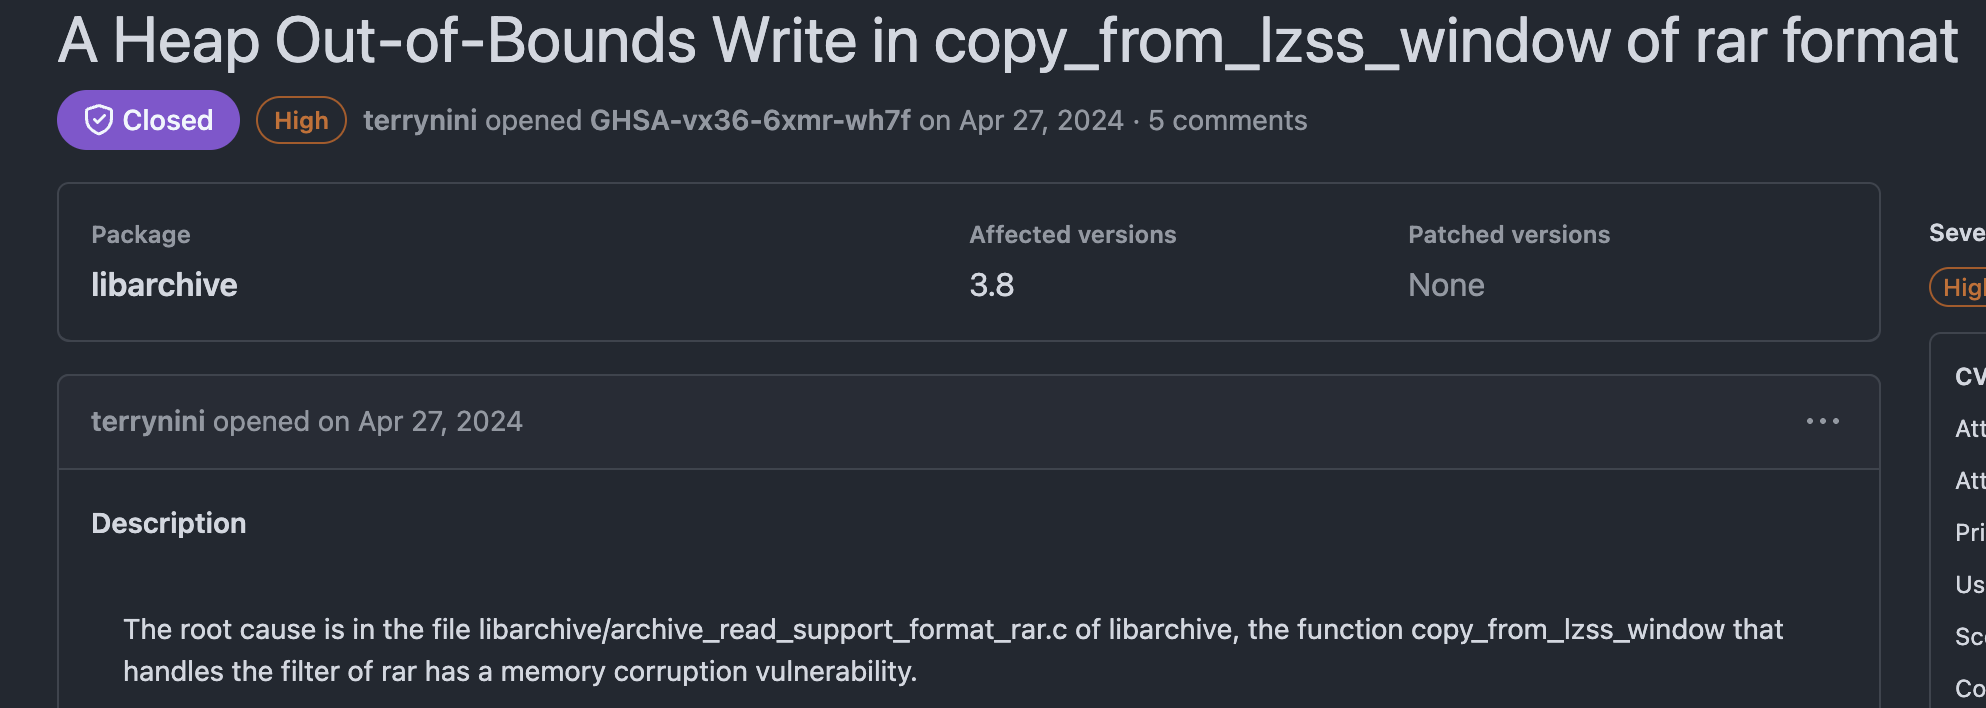 A Heap Out-of-Bounds Write in copy_from_lzss_window of rar format
Closed High terrynini opened GHSA-vx36-6xmr-wh7f on Apr 27, 2024 · 5 comments
Package Affected versions Patched versions
libarchive 3.8 None
Seve
High
terrynini opened on Apr 27, 2024
Description
The root cause is in the file libarchive/archive_read_support_format_rar.c of libarchive, the function copy_from_lzss_window that
handles the filter of rar has a memory corruption vulnerability.
CV
Att
Att
Pri
Us
Sc
Co